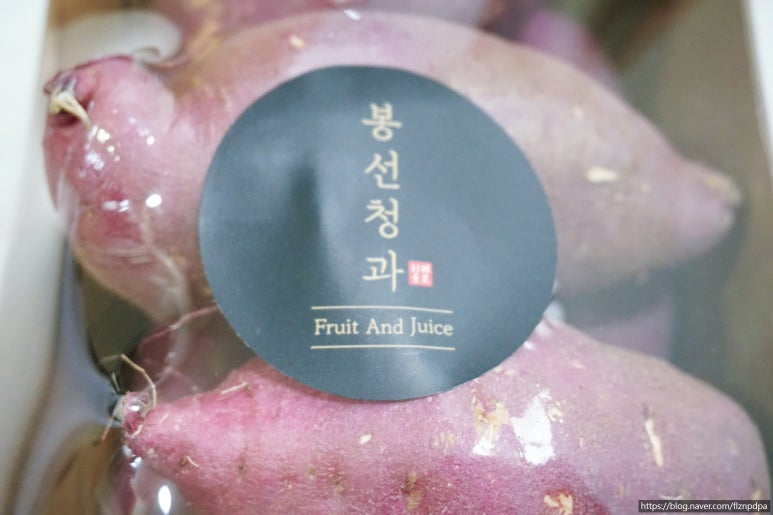 봉선청과
Fruit And Juice
https://blog.naver.com/flznpdpa